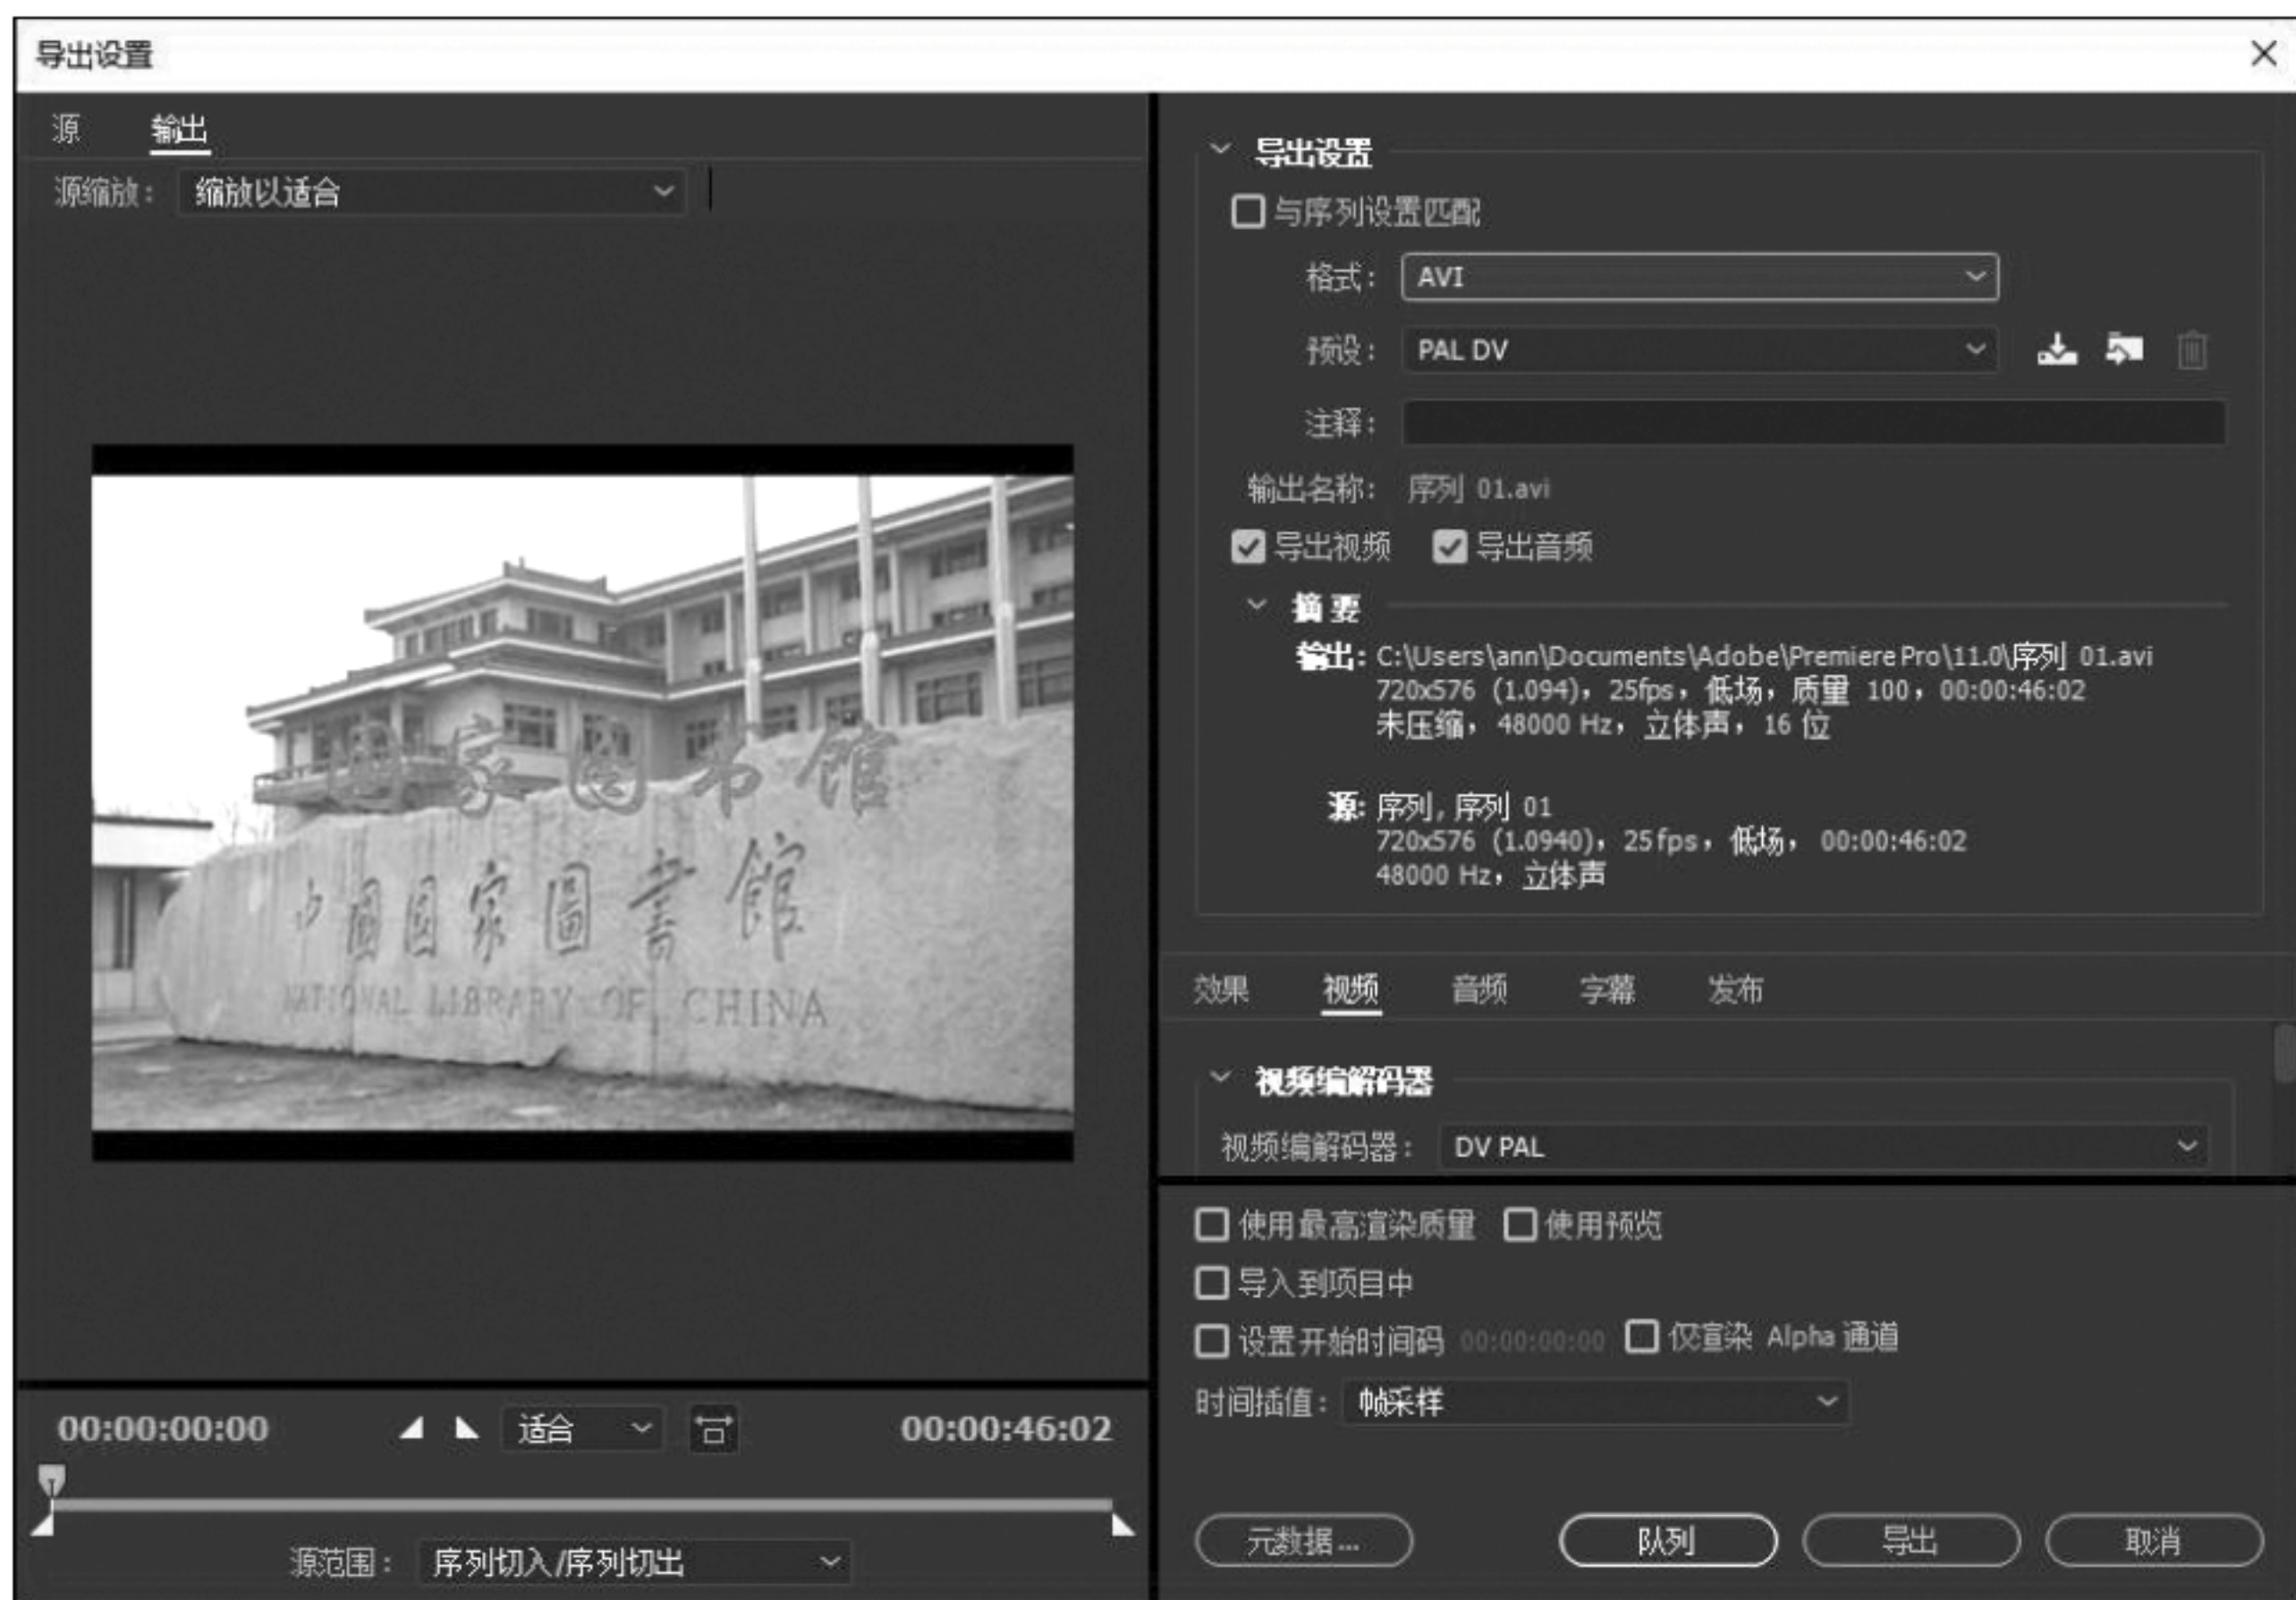 导出设置
源 输出
源缩放： 缩放以适合
国家图书馆
中国国家圖書館
NATIONAL LIBRARY OF CHINA
00:00:00:00 适合 00:00:46:02
源范围： 序列切入/序列切出
导出设置
与序列设置匹配
格式： AVI
预设： PAL DV
注释：
输出名称： 序列 01.avi
导出视频 导出音频
摘要
输出： C:\Users\ann\Documents\Adobe\Premiere Pro\11.0\序列 01.avi
720x576 (1.094)，25fps，低场，质量 100，00:00:46:02
未压缩，48000 Hz，立体声，16 位
源: 序列, 序列 01
720x576 (1.0940)，25 fps，低场， 00:00:46:02
48000 Hz，立体声
效果 视频 音频 字幕 发布
视频编解码器
视频编解码器： DV PAL
使用最高渲染质量 使用预览
导入到项目中
设置开始时间码 00:00:00:00 仅渲染 Alpha 通道
时间插值： 帧采样
元数据... 队列 导出 取消